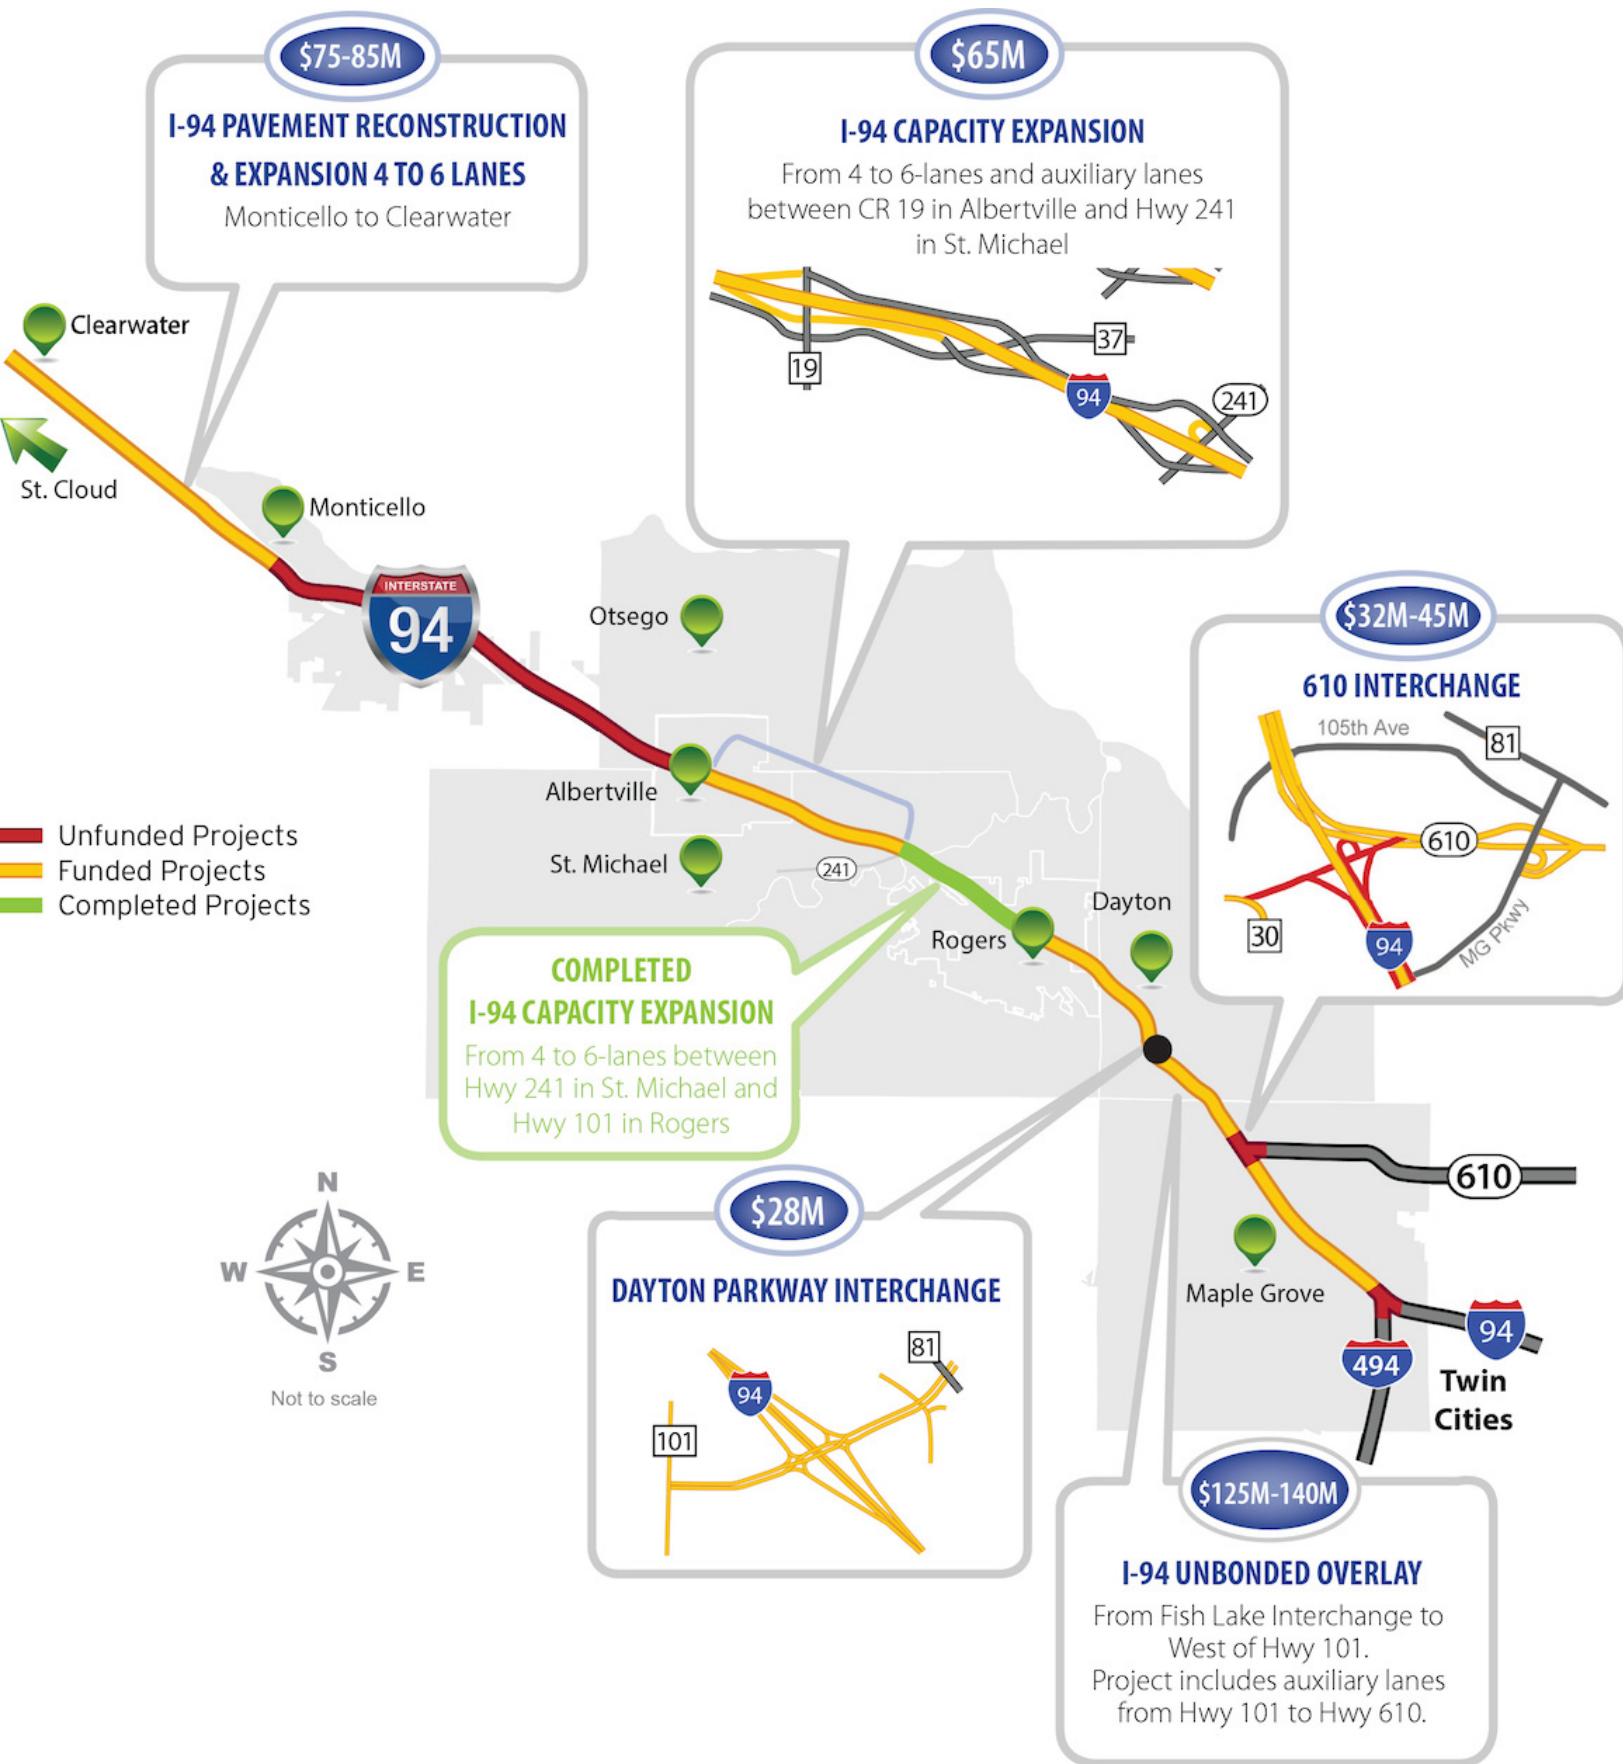 $75-85M
I-94 PAVEMENT RECONSTRUCTION
& EXPANSION 4 TO 6 LANES
Monticello to Clearwater
$65M
I-94 CAPACITY EXPANSION
From 4 to 6-lanes and auxiliary lanes
between CR 19 in Albertville and Hwy 241
in St. Michael
37
19
94
241
Clearwater
St. Cloud
Monticello
INTERSTATE
94
Otsego
$32M-45M
610 INTERCHANGE
105th Ave
81
610
30
94
MG Pkwy
Albertville
St. Michael
241
Unfunded Projects
Funded Projects
Completed Projects
Dayton
Rogers
COMPLETED
I-94 CAPACITY EXPANSION
From 4 to 6-lanes between
Hwy 241 in St. Michael and
Hwy 101 in Rogers
610
N
W
E
S
Not to scale
$28M
DAYTON PARKWAY INTERCHANGE
81
94
101
Maple Grove
94
494
Twin
Cities
$125M-140M
I-94 UNBONDED OVERLAY
From Fish Lake Interchange to
West of Hwy 101.
Project includes auxiliary lanes
from Hwy 101 to Hwy 610.